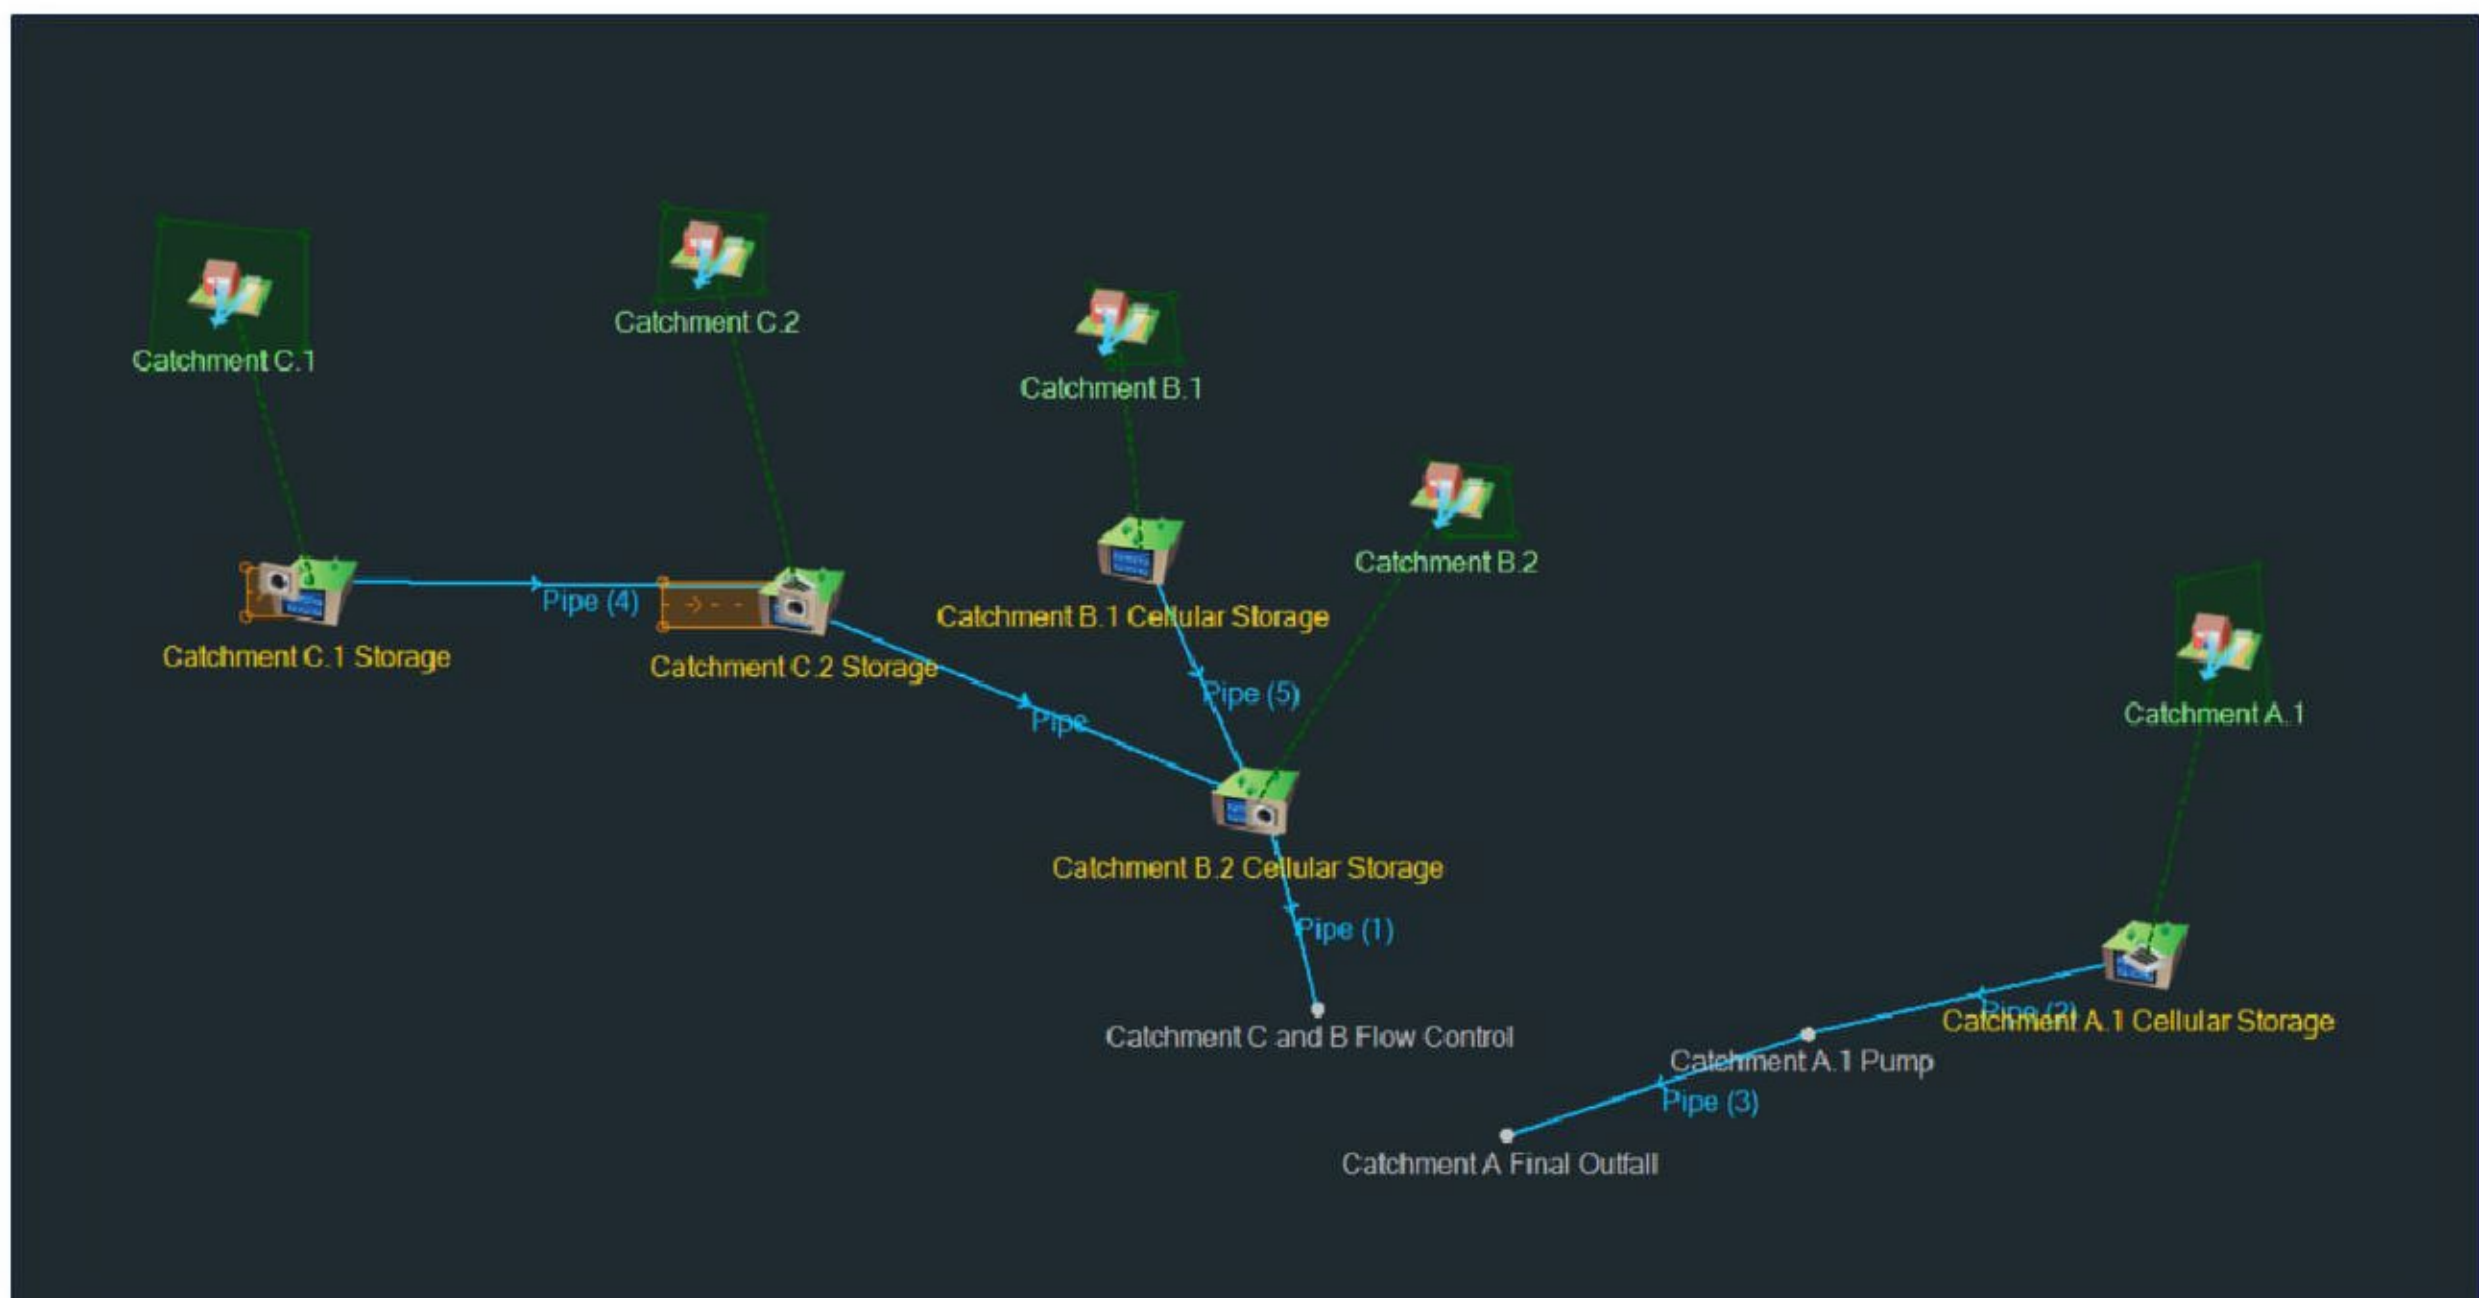 Catchment C.2
Catchment C.1
Catchment B.1
Catchment B.2
Pipe (4)
Catchment B.1 Cellular Storage
Catchment C.1 Storage
Catchment C.2 Storage
Pipe (5)
Pipe
Catchment A.1
Catchment B.2 Cellular Storage
Pipe (1)
Pipe (2)
Catchment A.1 Cellular Storage
Catchment C and B Flow Control
Catchment A.1 Pump
Pipe (3)
Catchment A Final Outfall